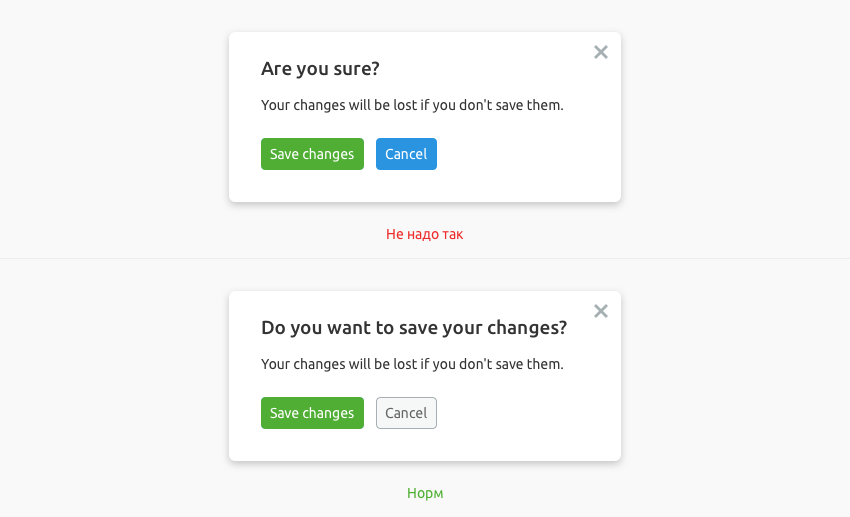 Are you sure?
Your changes will be lost if you don't save them.
Save changes Cancel
Не надо так
Do you want to save your changes?
Your changes will be lost if you don't save them.
Save changes Cancel
Норм